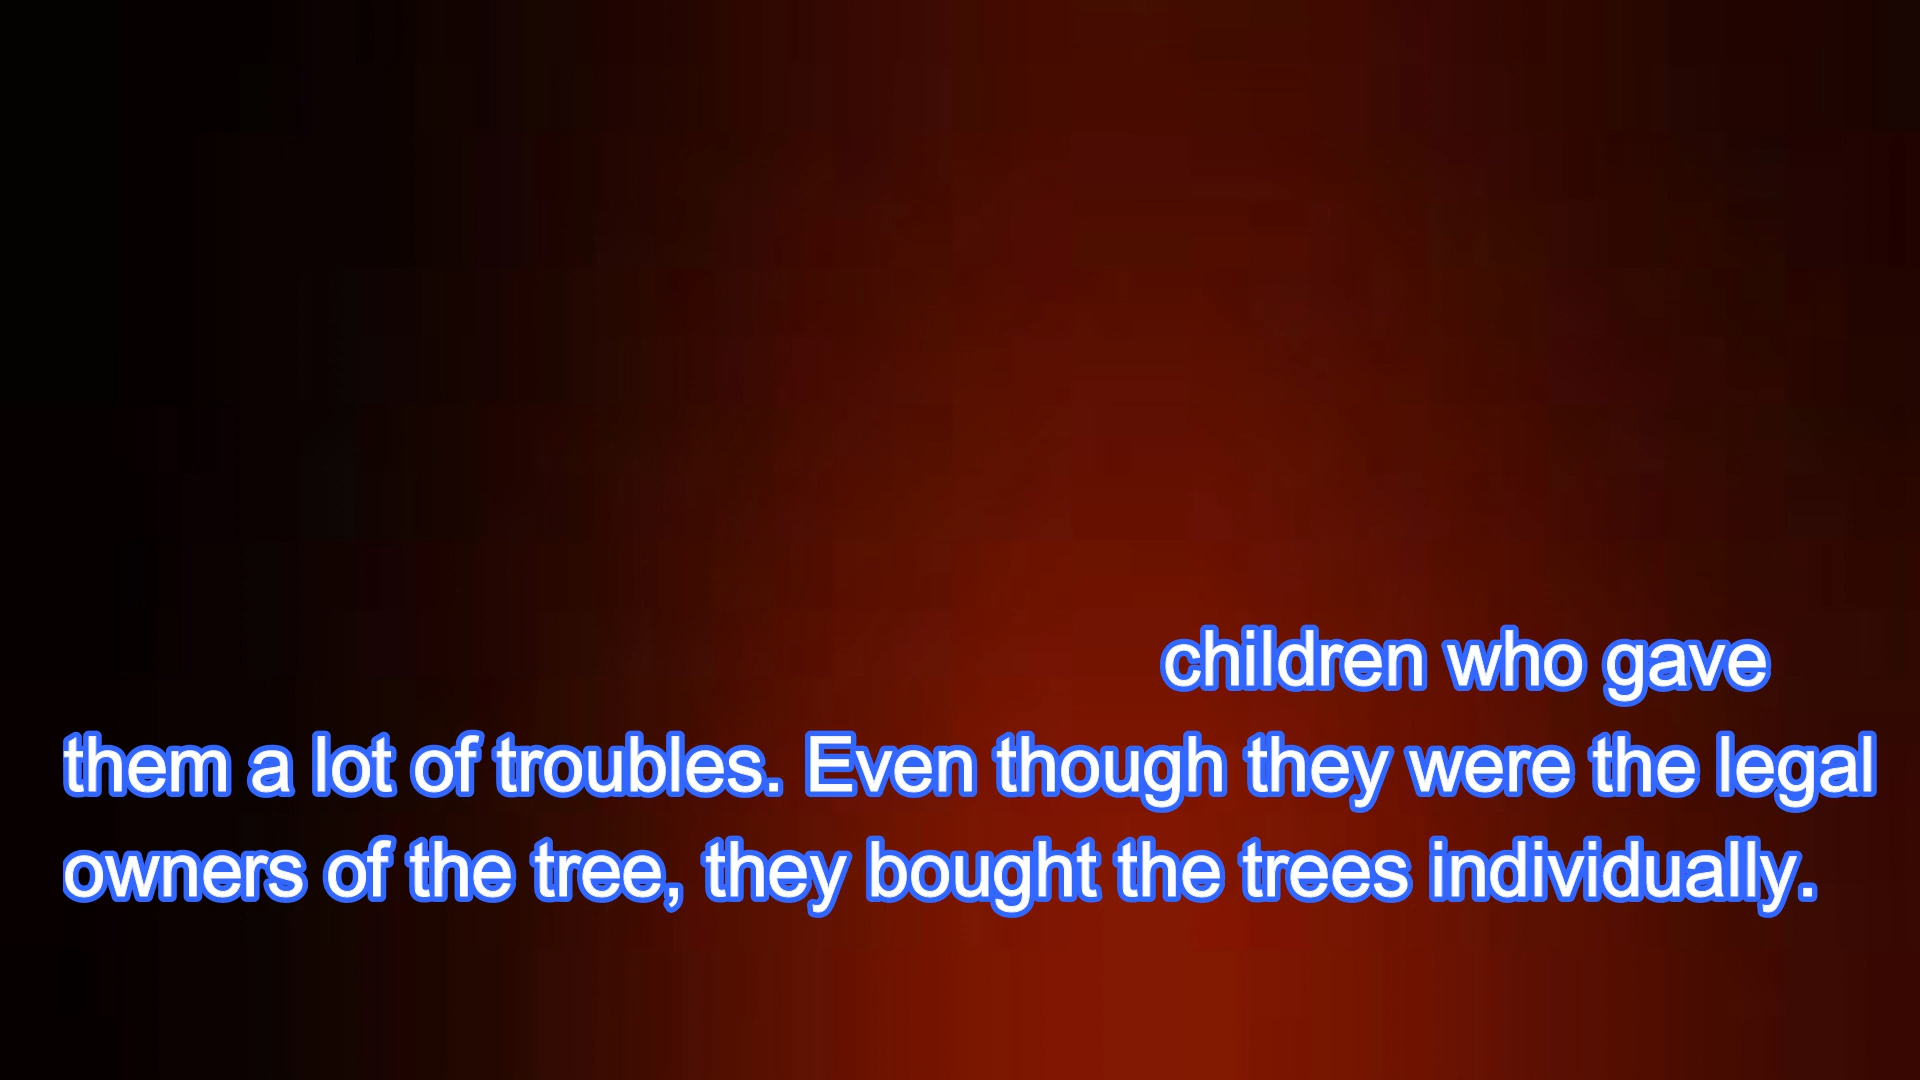 children who gave
them a lot of troubles. Even though they were the legal
owners of the tree, they bought the trees individually.